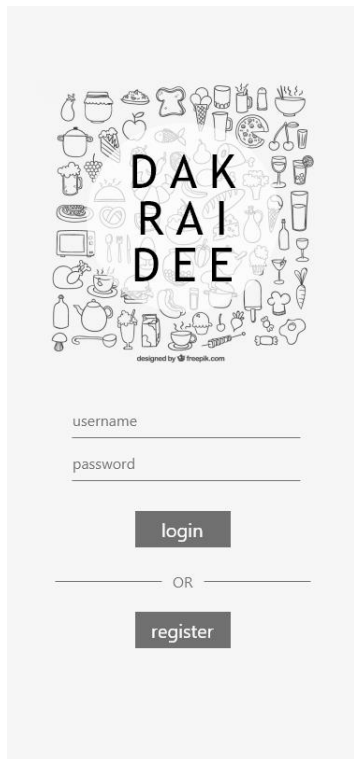 DAK
RAI
DEE
designed by freepik.com
username
password
login
OR
register